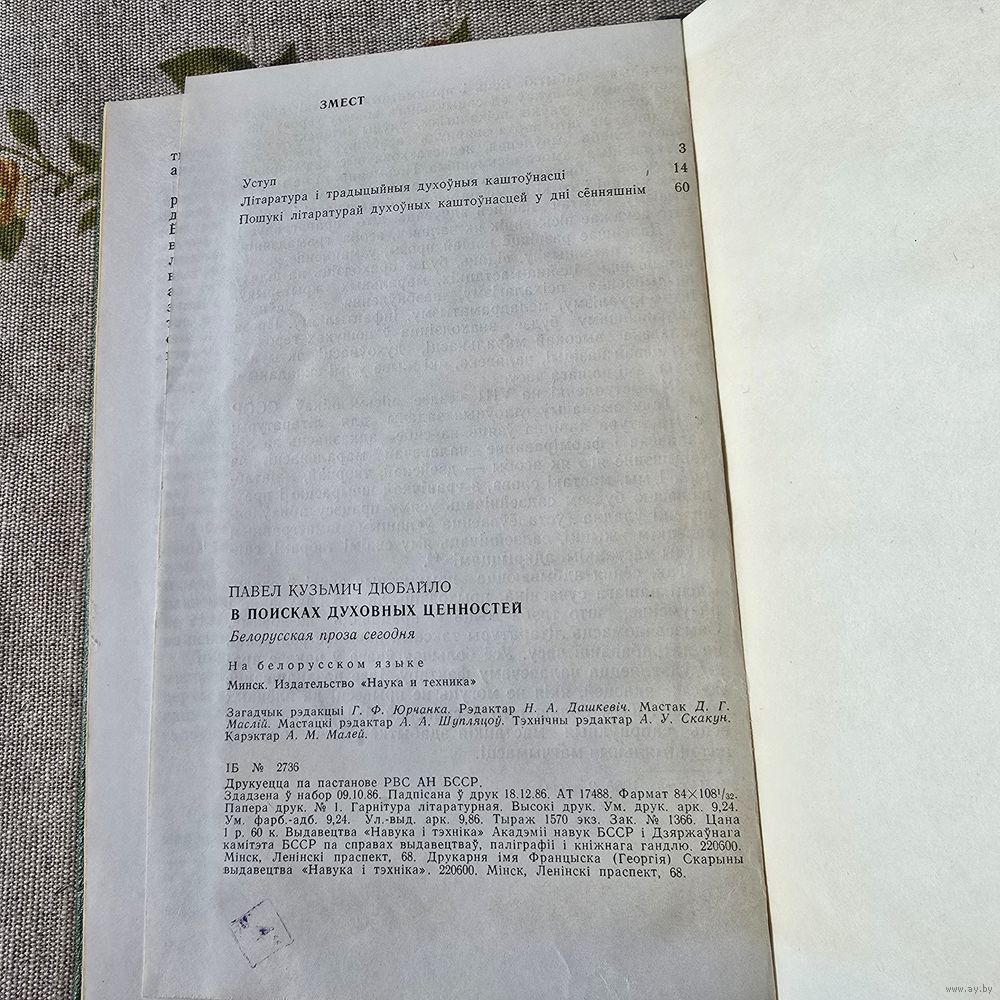 ЗМЕСТ
Уступ 3
Літаратура і традыцыйныя духоўныя каштоўнасці 14
Пошукі літаратурай духоўных каштоўнасцей у дні сённяшнім 60
ПАВЕЛ КУЗЬМИЧ ДЮБАЙЛО
В ПОИСКАХ ДУХОВНЫХ ЦЕННОСТЕЙ
Белорусская проза сегодня
На белорусском языке
Минск. Издательство «Наука и техника»
Загадчык рэдакцыі Г. Ф. Юрчанка. Рэдактар Н. А. Дашкевіч. Мастак Д. Г.
Маслій. Мастацкі рэдактар А. А. Шупляцоў. Тэхнічны рэдактар А. У. Скакун.
Карэктар А. М. Малей.
ІБ № 2736
Друкуецца па пастанове РВС АН БССР.
Здадзена ў набор 09.10.86. Падпісана ў друк 18.12.86. АТ 17488. Фармат 84×108¹/₃₂.
Папера друк. № 1. Гарнітура літаратурная. Высокі друк. Ум. друк. арк. 9,24.
Ум. фарб.-адб. 9,24. Ул.-выд. арк. 9,86. Тыраж 1570 экз. Зак. № 1366. Цана
1 р. 60 к. Выдавецтва «Навука і тэхніка» Акадэміі навук БССР і Дзяржаўнага
камітэта БССР па справах выдавецтваў, паліграфіі і кніжнага гандлю. 220600.
Мінск, Ленінскі праспект, 68. Друкарня імя Францыска (Георгія) Скарыны
выдавецтва «Навука і тэхніка». 220600. Мінск, Ленінскі праспект, 68.
www.ay.by